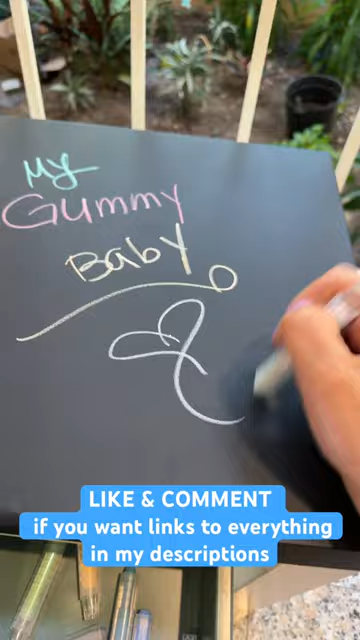 My
Gummy
Baby
LIKE & COMMENT
if you want links to everything
in my descriptions